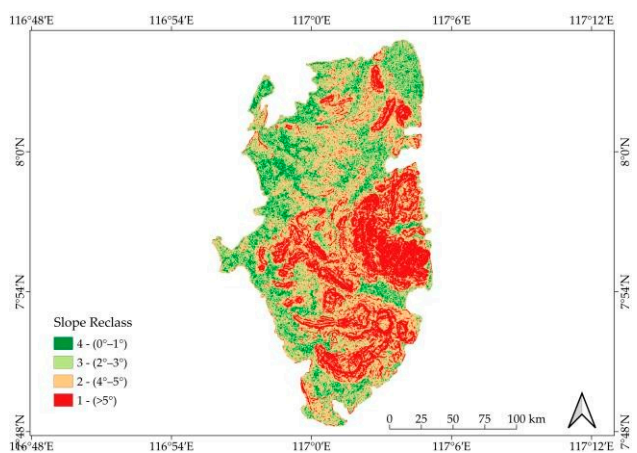 116°48'E 116°54'E 117°0'E 117°6'E 117°12'E
8°0'N 8°0'N
7°54'N 7°54'N
Slope Reclass
4 - (0°–1°)
3 - (2°–3°)
2 - (4°–5°)
1 - (>5°)
0 25 50 75 100 km
7°48'N 7°48'N
116°48'E 116°54'E 117°0'E 117°6'E 117°12'E